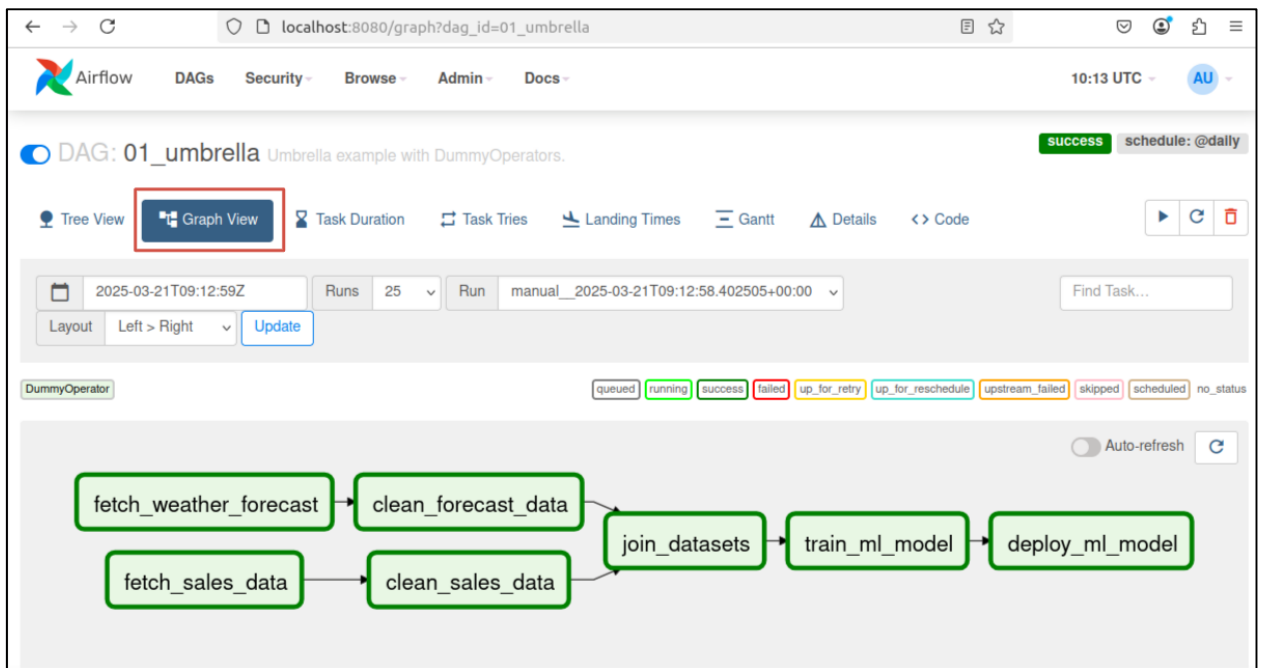 localhost:8080/graph?dag_id=01_umbrella
Airflow DAGs Security Browse Admin Docs 10:13 UTC AU
DAG: 01_umbrella Umbrella example with DummyOperators. success schedule: @daily
Tree View Graph View Task Duration Task Tries Landing Times Gantt Details <> Code
2025-03-21T09:12:59Z Runs 25 Run manual__2025-03-21T09:12:58.402505+00:00 Find Task...
Layout Left > Right Update
DummyOperator queued running success failed up_for_retry up_for_reschedule upstream_failed skipped scheduled no_status
Auto-refresh
fetch_weather_forecast clean_forecast_data
join_datasets train_ml_model deploy_ml_model
fetch_sales_data clean_sales_data